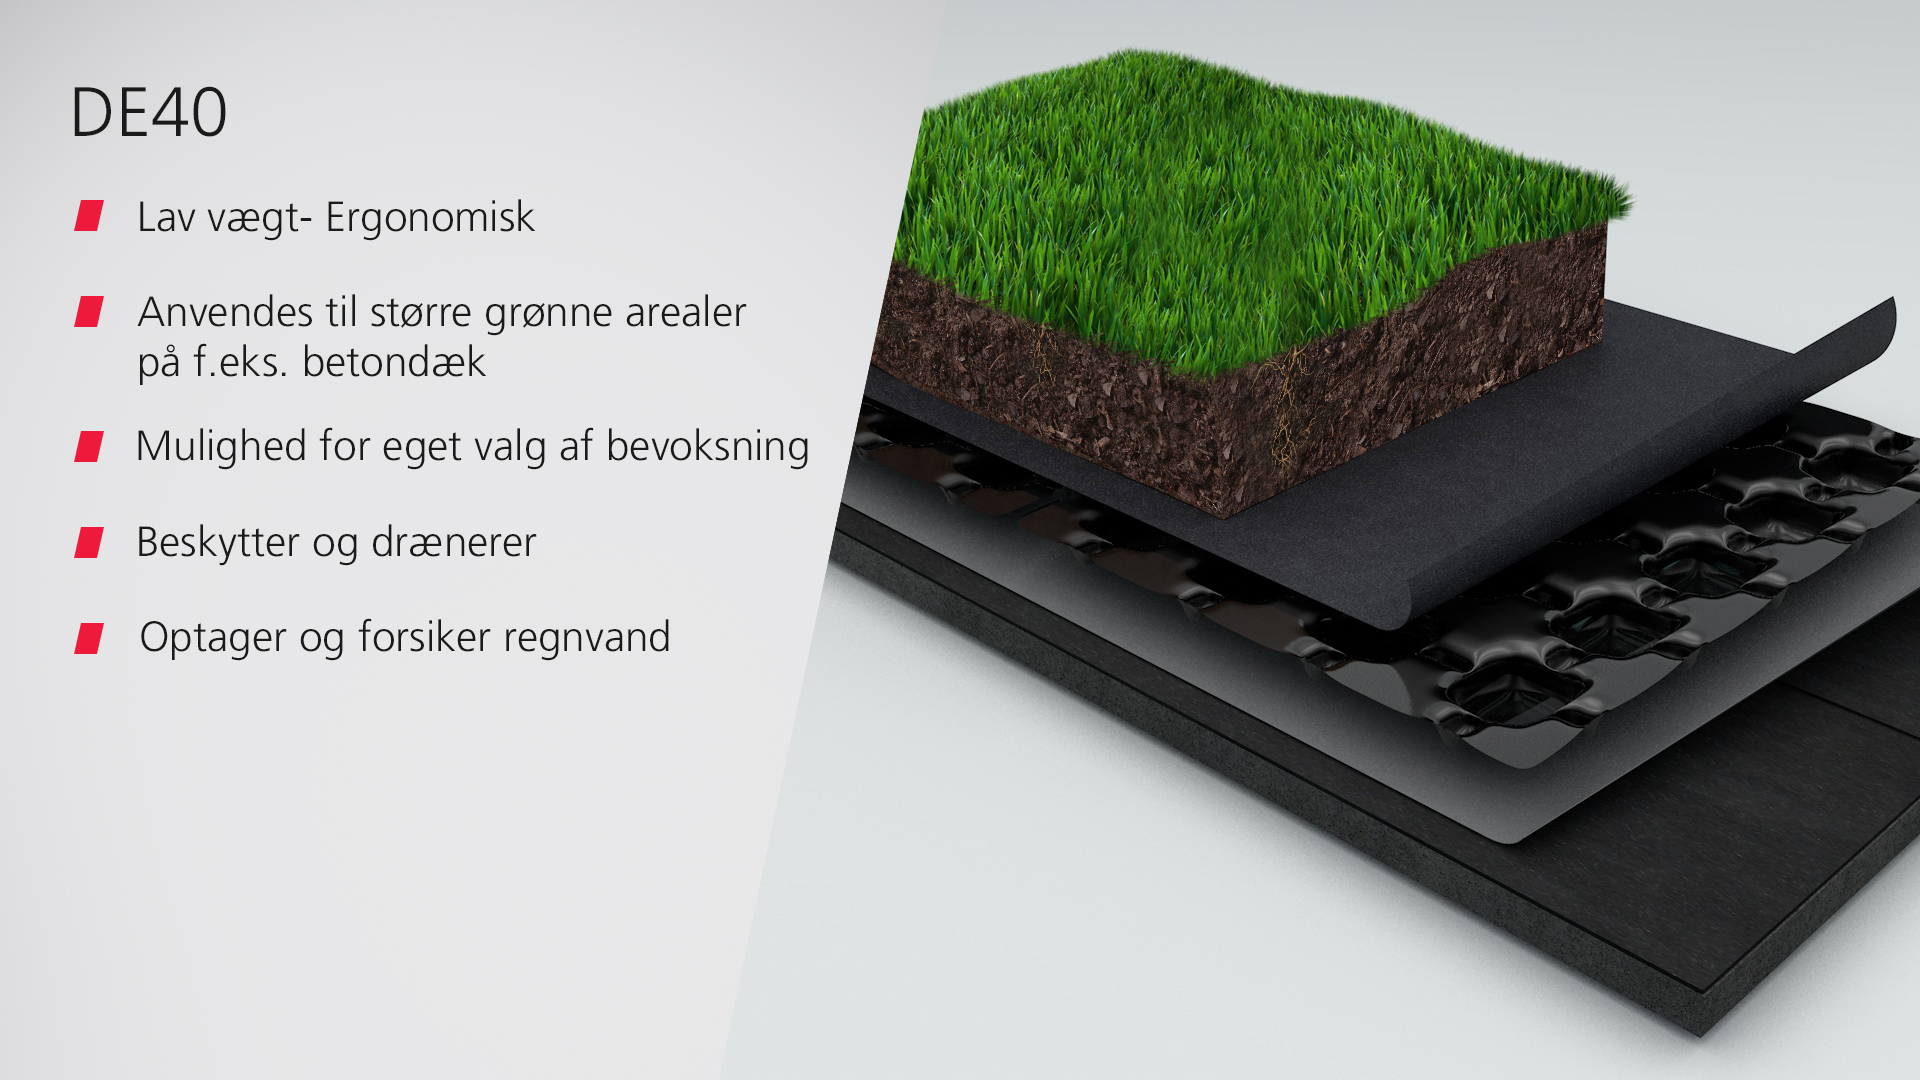 DE40
Lav vægt- Ergonomisk
Anvendes til større grønne arealer
på f.eks. betondæk
Mulighed for eget valg af bevoksning
Beskytter og drænerer
Optager og forsiker regnvand